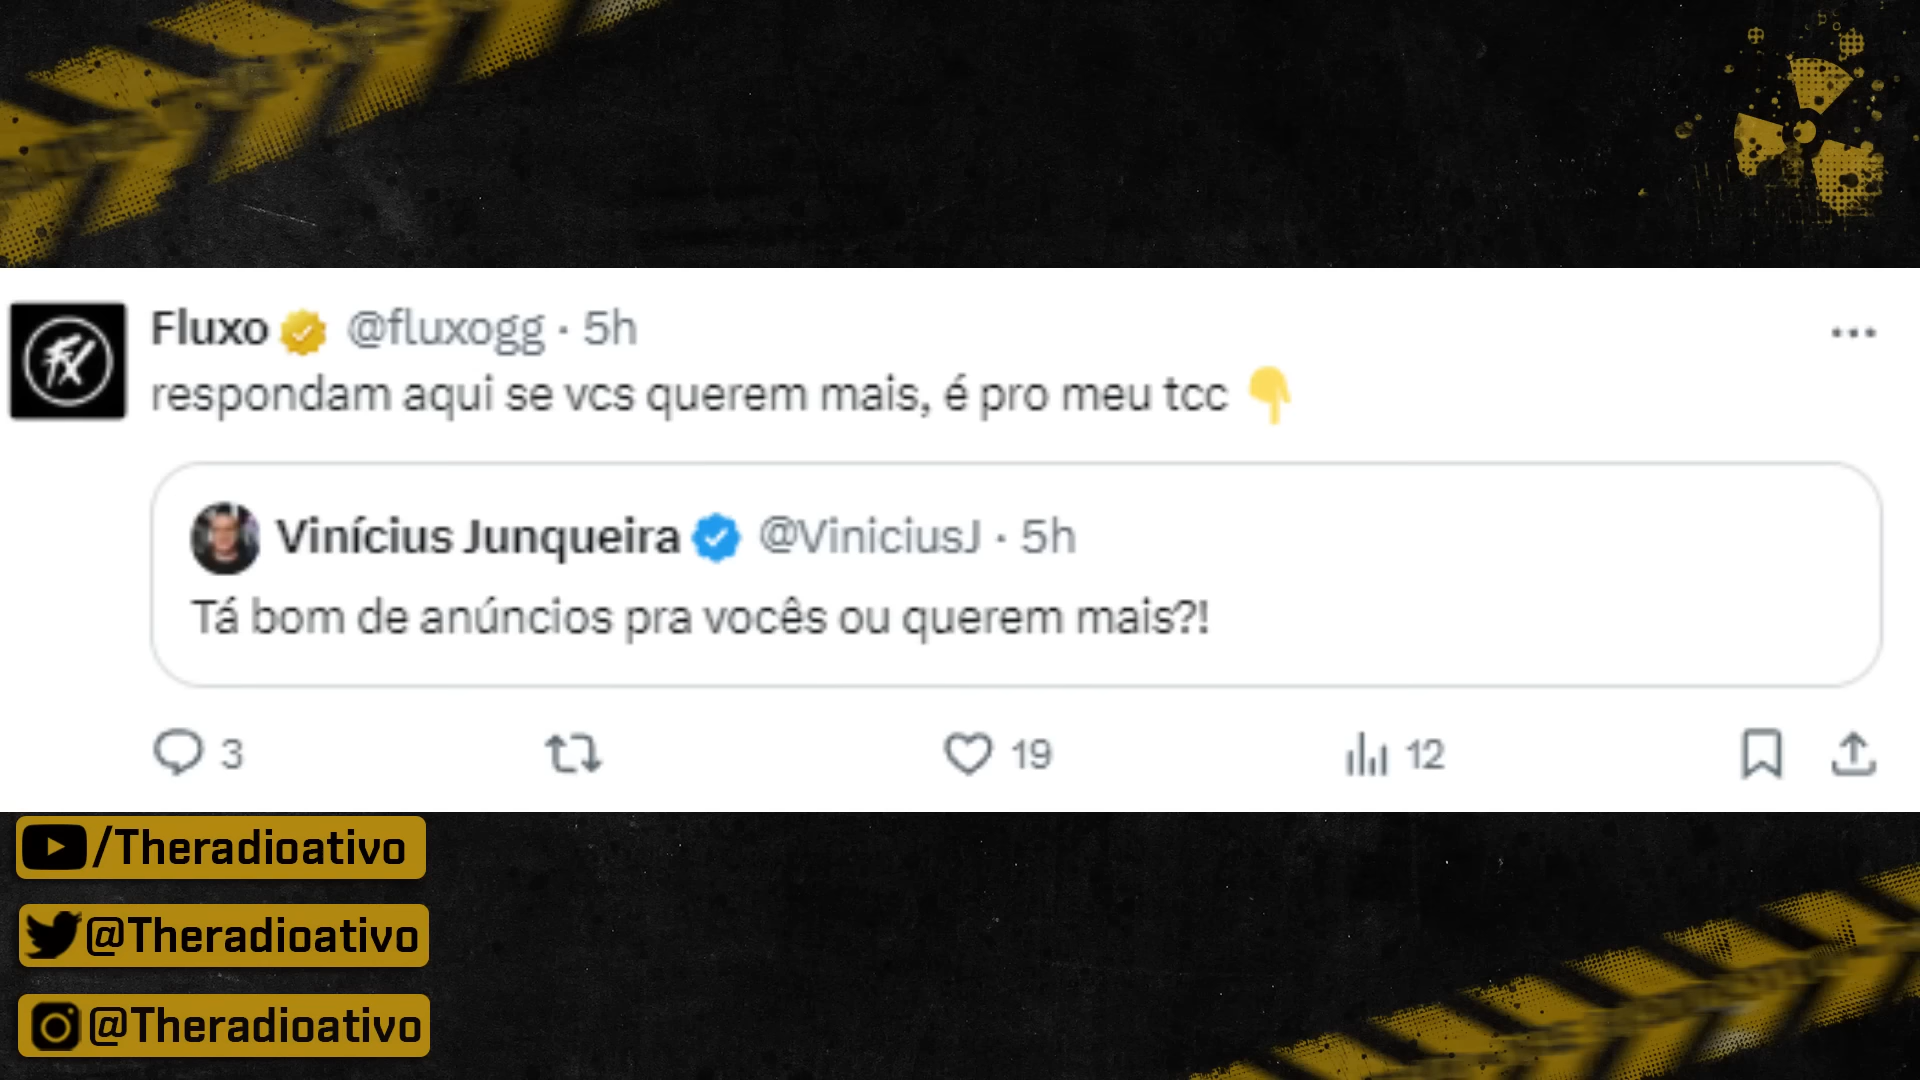 Fluxo @fluxogg · 5h
respondam aqui se vcs querem mais, é pro meu tcc 👇
Vinícius Junqueira @ViniciusJ · 5h
Tá bom de anúncios pra vocês ou querem mais?!
3 19 12
/Theradioativo
@Theradioativo
@Theradioativo